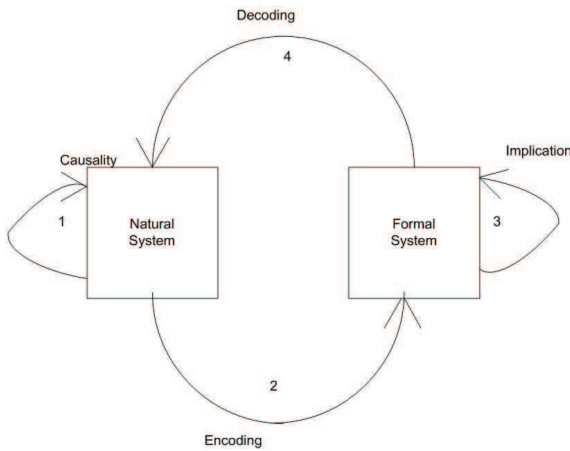 Decoding
4
Causality
Implication
1
Natural
System
Formal
System
3
2
Encoding